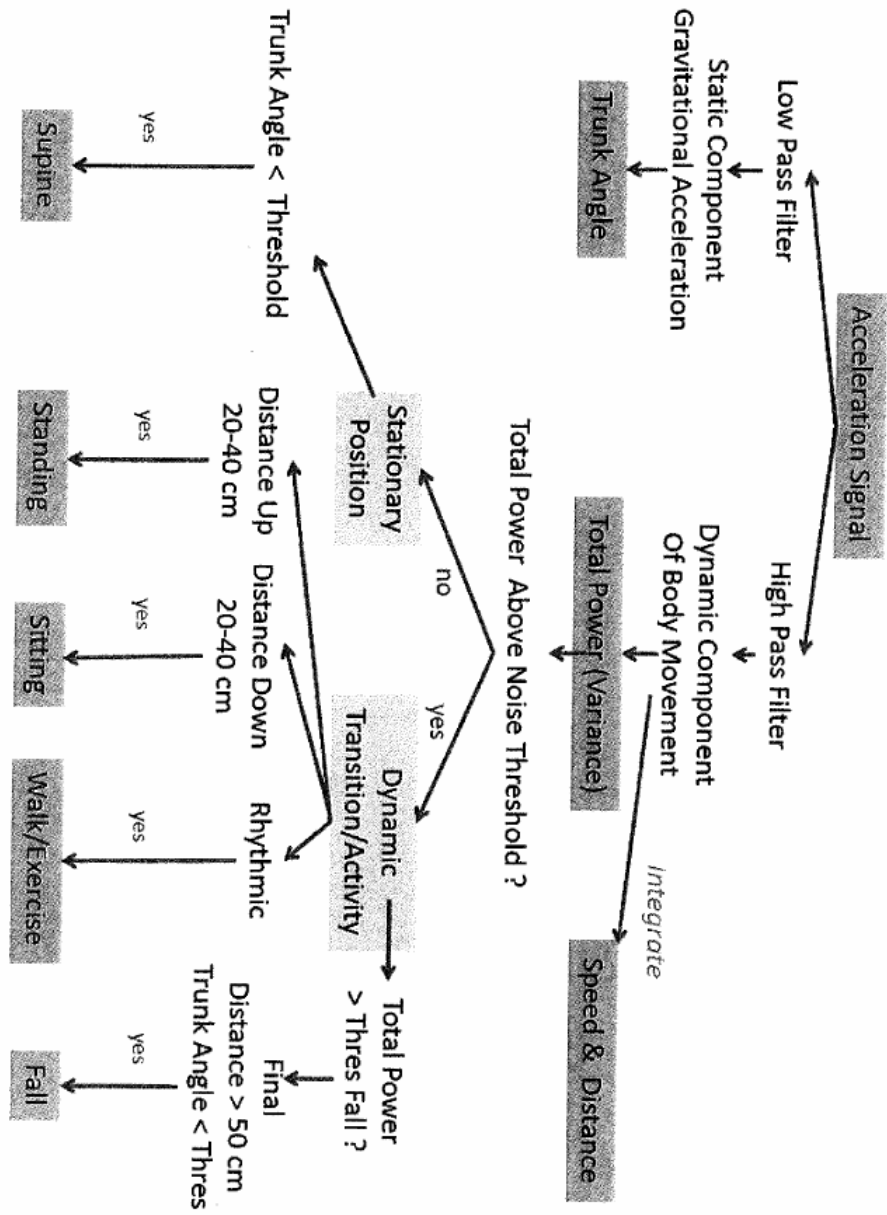 Acceleration Signal
Low Pass Filter
High Pass Filter
Static Component
Gravitational Acceleration
Dynamic Component
Of Body Movement
Integrate
Trunk Angle
Total Power (Variance)
Speed & Distance
Total Power Above Noise Threshold ?
no
yes
Stationary
Position
Dynamic
Transition/Activity
Total Power
> Thres Fall ?
Trunk Angle < Threshold
Distance Up
20-40 cm
Distance Down
20-40 cm
Rhythmic
Final
Distance > 50 cm
Trunk Angle < Thres
yes
yes
yes
yes
yes
Supine
Standing
Sitting
Walk/Exercise
Fall